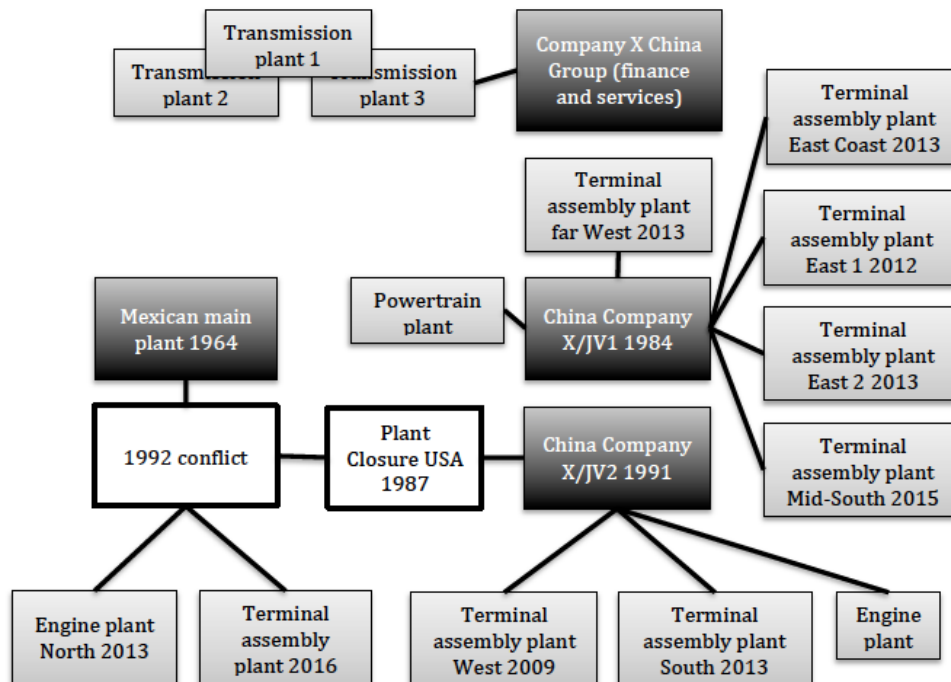 Transmission
plant 1
Transmission
plant 2
Transmission
plant 3
Company X China
Group (finance
and services)
Terminal
assembly plant
East Coast 2013
Terminal
assembly plant
far West 2013
Terminal
assembly plant
East 1 2012
Mexican main
plant 1964
Powertrain
plant
China Company
X/JV1 1984
Terminal
assembly plant
East 2 2013
1992 conflict
Plant
Closure USA
1987
China Company
X/JV2 1991
Terminal
assembly plant
Mid-South 2015
Engine plant
North 2013
Terminal
assembly
plant 2016
Terminal
assembly plant
West 2009
Terminal
assembly plant
South 2013
Engine
plant